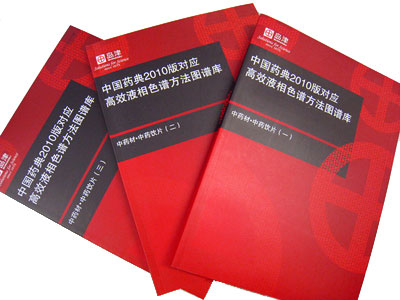 中国药典2010版对应
高效液相色谱方法图谱库
中药材·中药饮片（三）
品津
中国药典2010版对应
高效液相色谱方法图谱库
中药材·中药饮片（二）
品津
中国药典2010版对应
高效液相色谱方法图谱库
中药材·中药饮片（一）